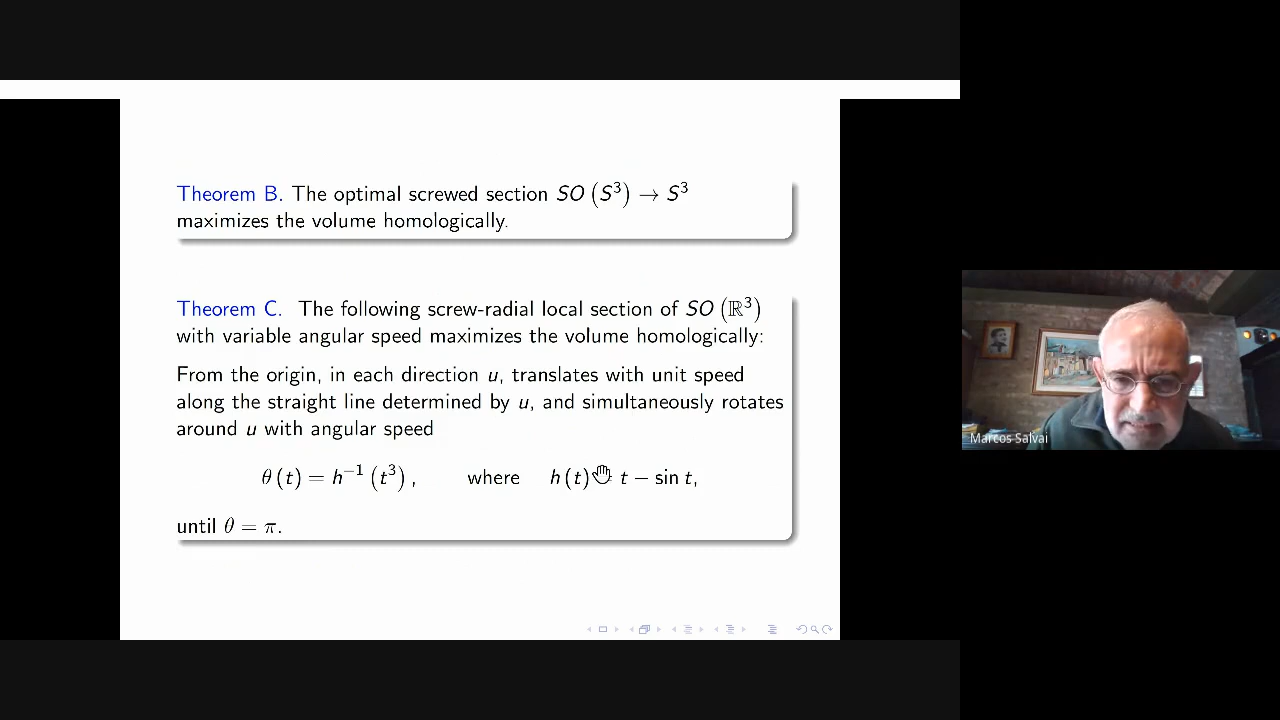 Theorem B. The optimal screwed section SO (S³) → S³
maximizes the volume homologically.
Theorem C. The following screw-radial local section of SO (ℝ³)
with variable angular speed maximizes the volume homologically:
From the origin, in each direction u, translates with unit speed
along the straight line determined by u, and simultaneously rotates
around u with angular speed
θ (t) = h⁻¹ (t³) , where h (t) t − sin t,
until θ = π.
Marcos Salvai